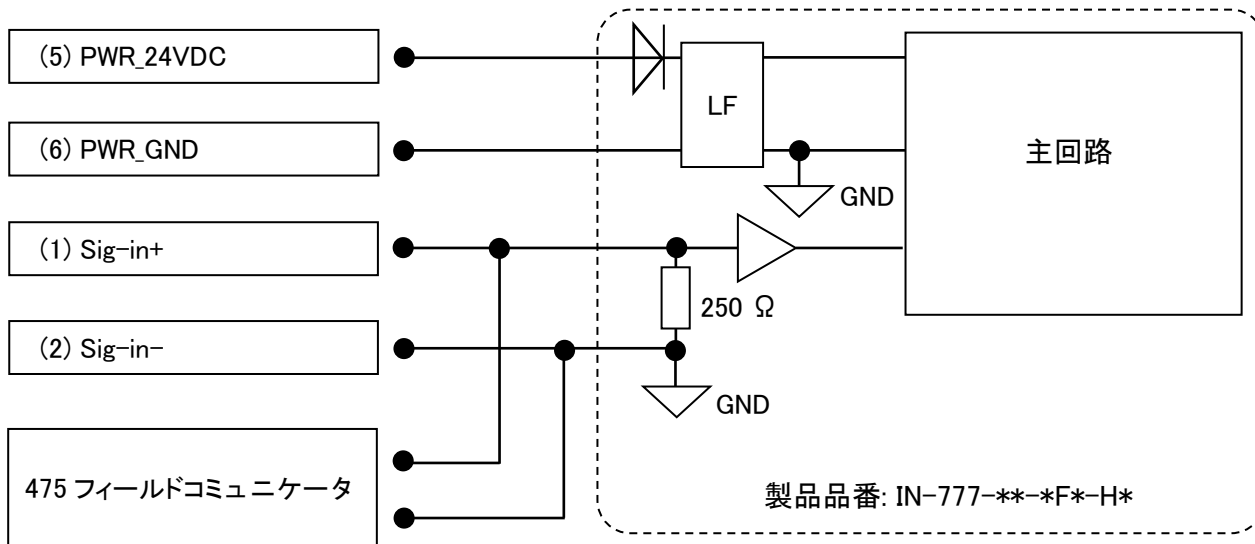 (5) PWR_24VDC
LF
主回路
(6) PWR_GND
GND
(1) Sig-in+
250 Ω
(2) Sig-in-
GND
475 フィールドコミュニケータ
製品品番: IN-777-**-*F*-H*